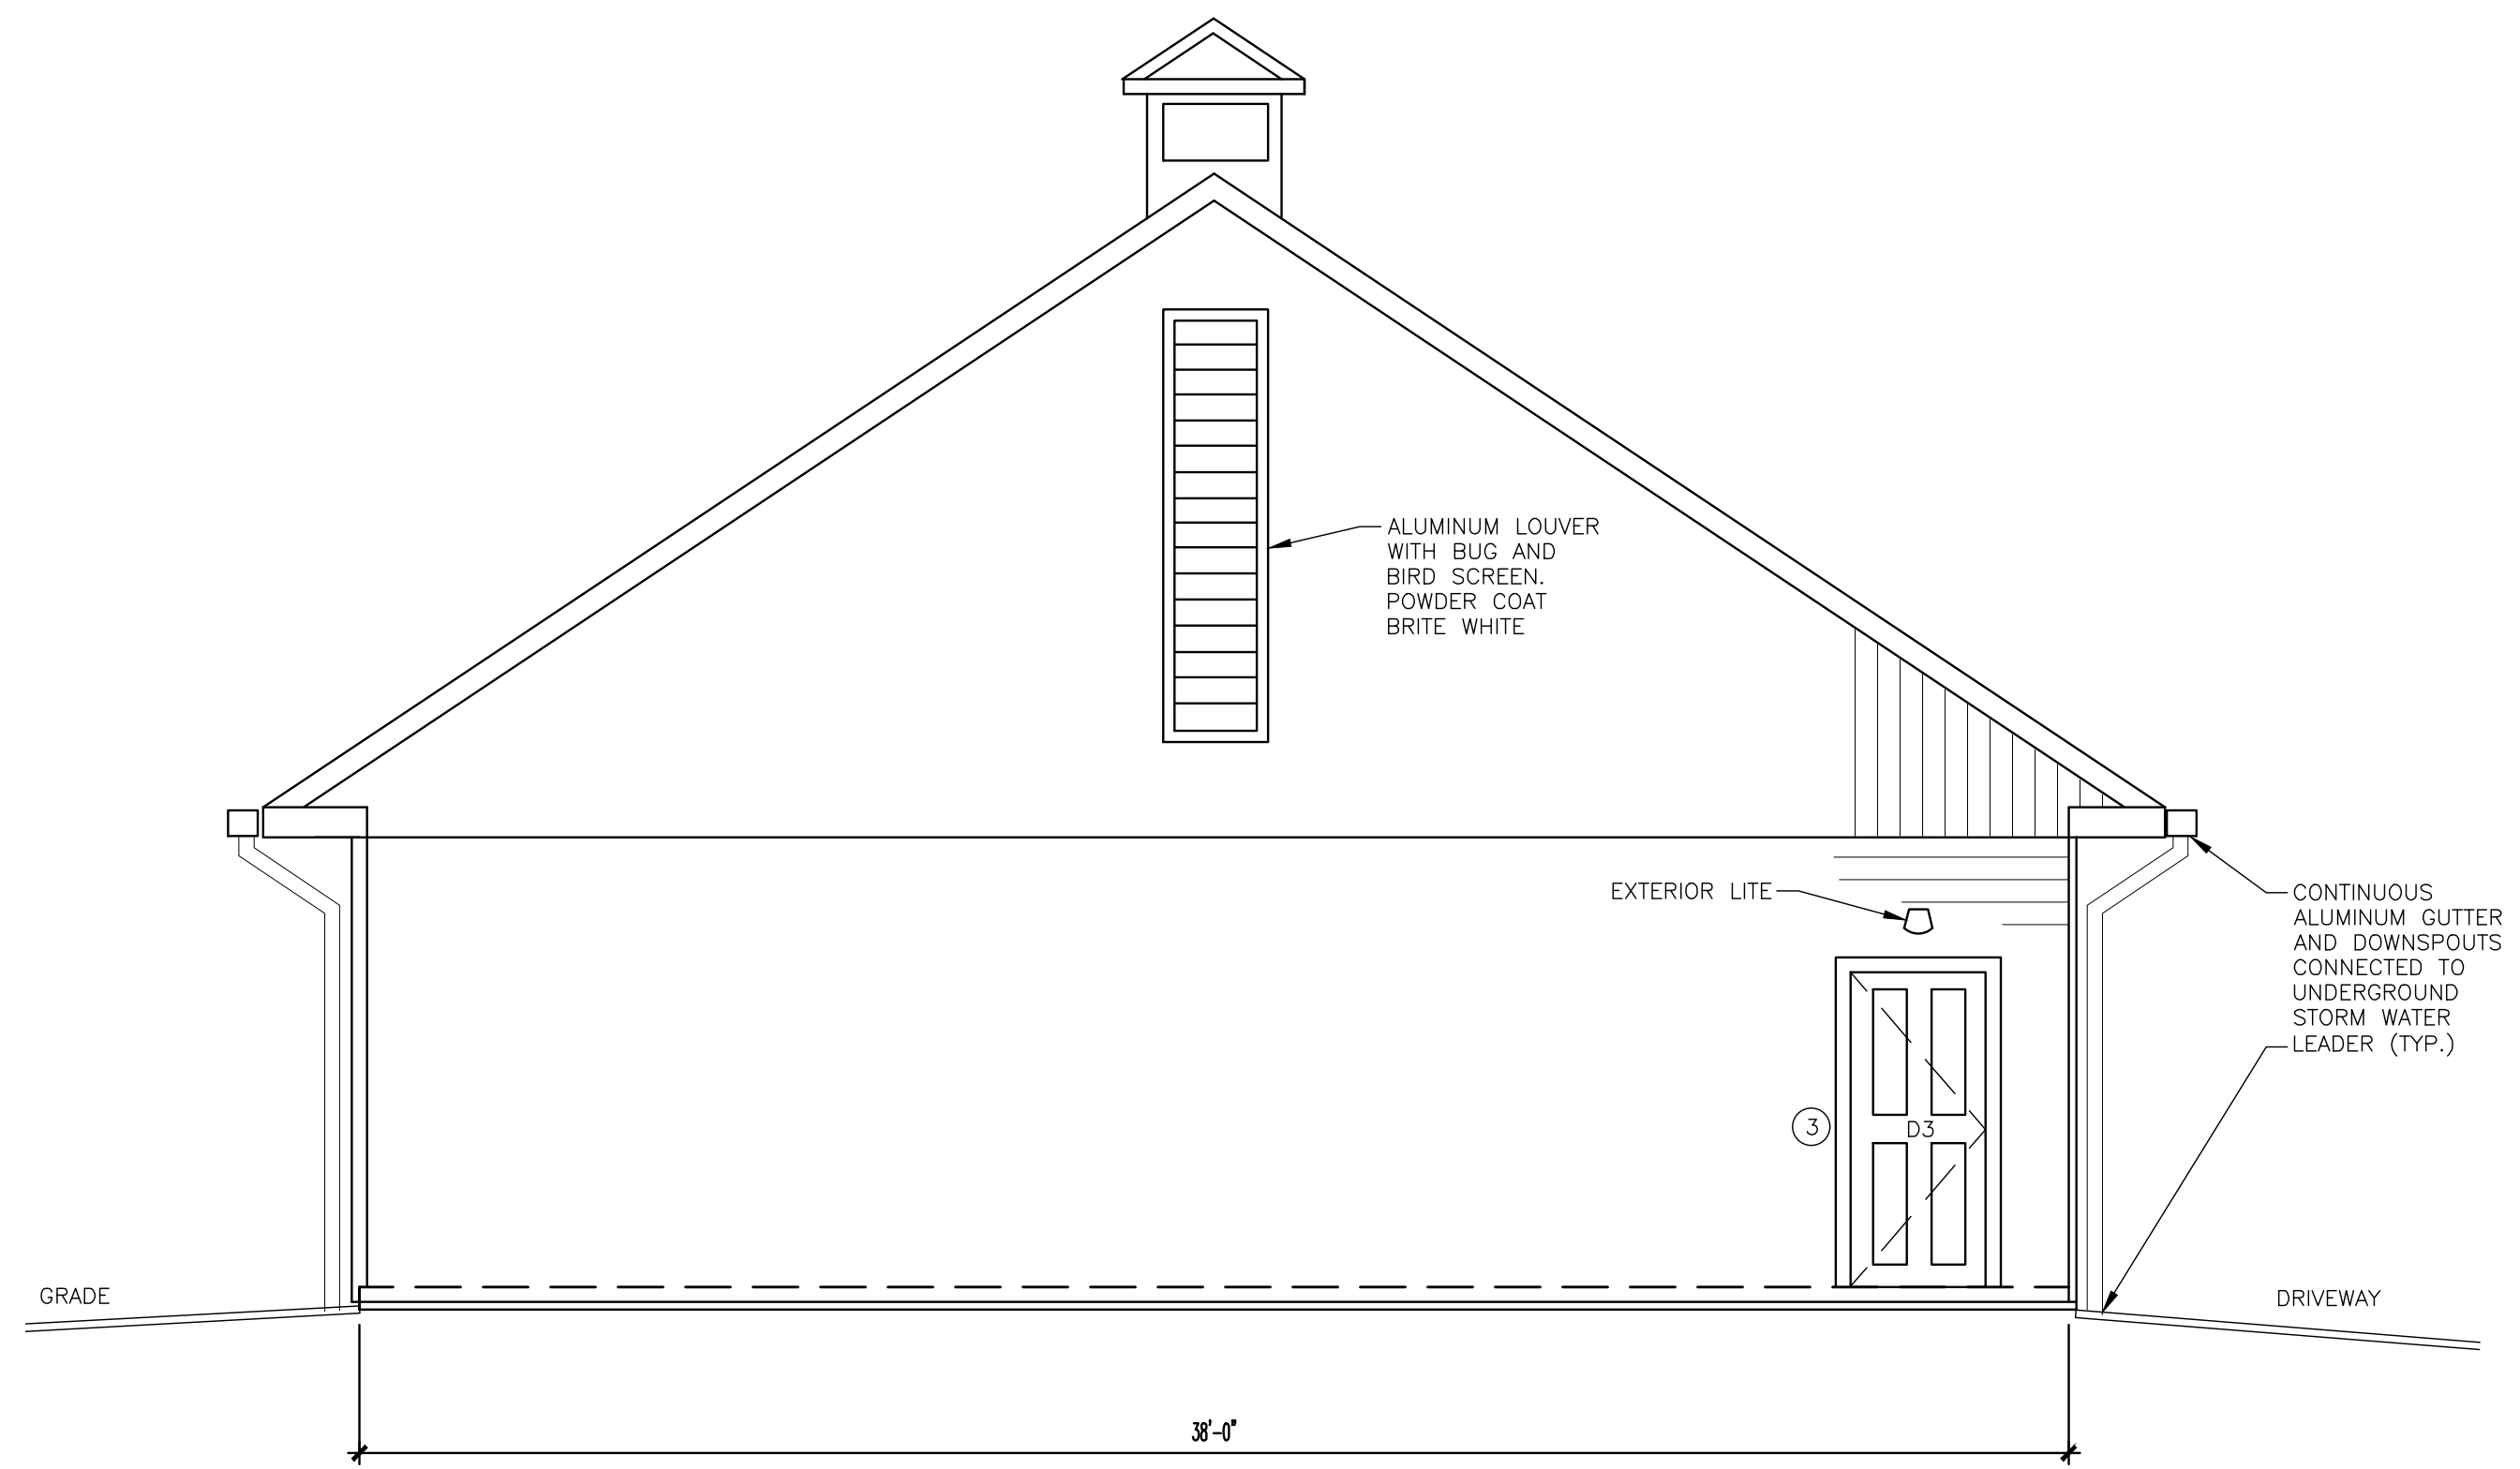 ALUMINUM LOUVER
WITH BUG AND
BIRD SCREEN.
POWDER COAT
BRITE WHITE
EXTERIOR LITE
CONTINUOUS
ALUMINUM GUTTER
AND DOWNSPOUTS
CONNECTED TO
UNDERGROUND
STORM WATER
LEADER (TYP.)
3
D3
GRADE
DRIVEWAY
38'-0"